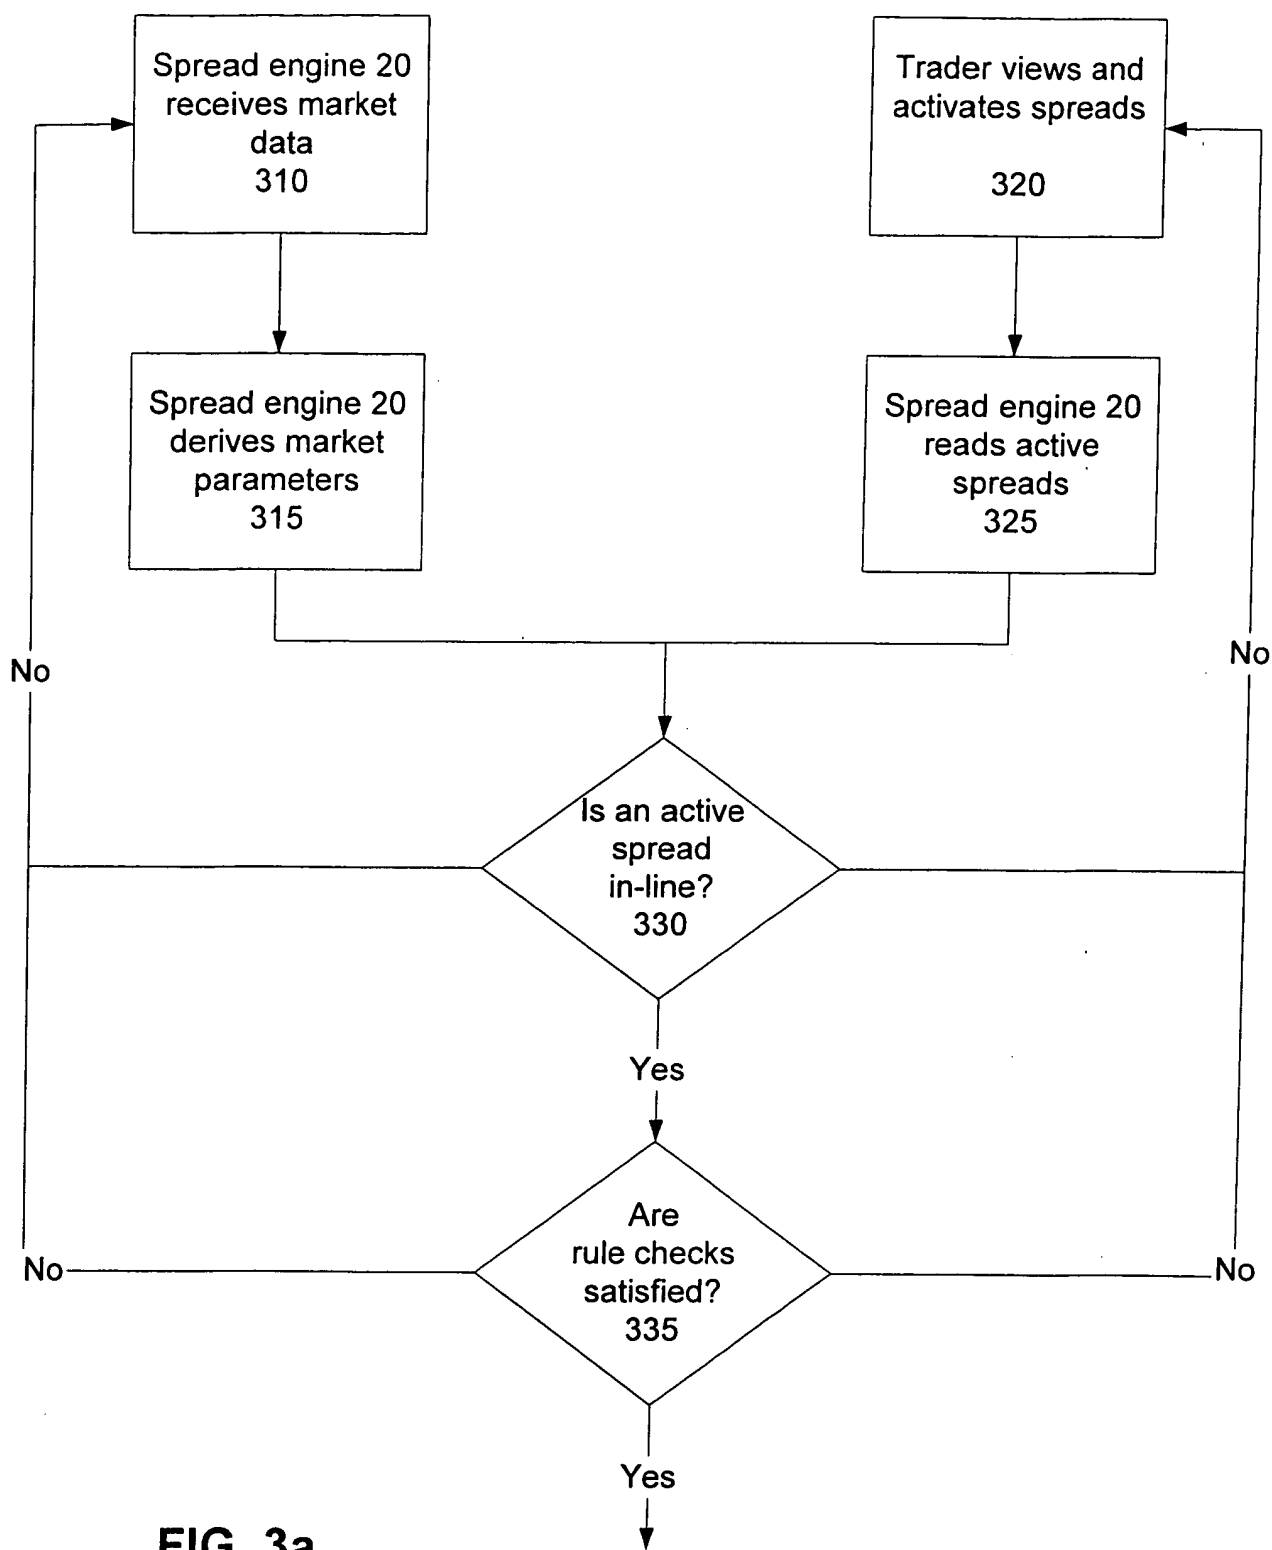 Spread engine 20
receives market
data
310
Trader views and
activates spreads
320
Spread engine 20
derives market
parameters
315
Spread engine 20
reads active
spreads
325
No
No
Is an active
spread
in-line?
330
Yes
Are
rule checks
satisfied?
335
No
No
Yes
FIG. 3a